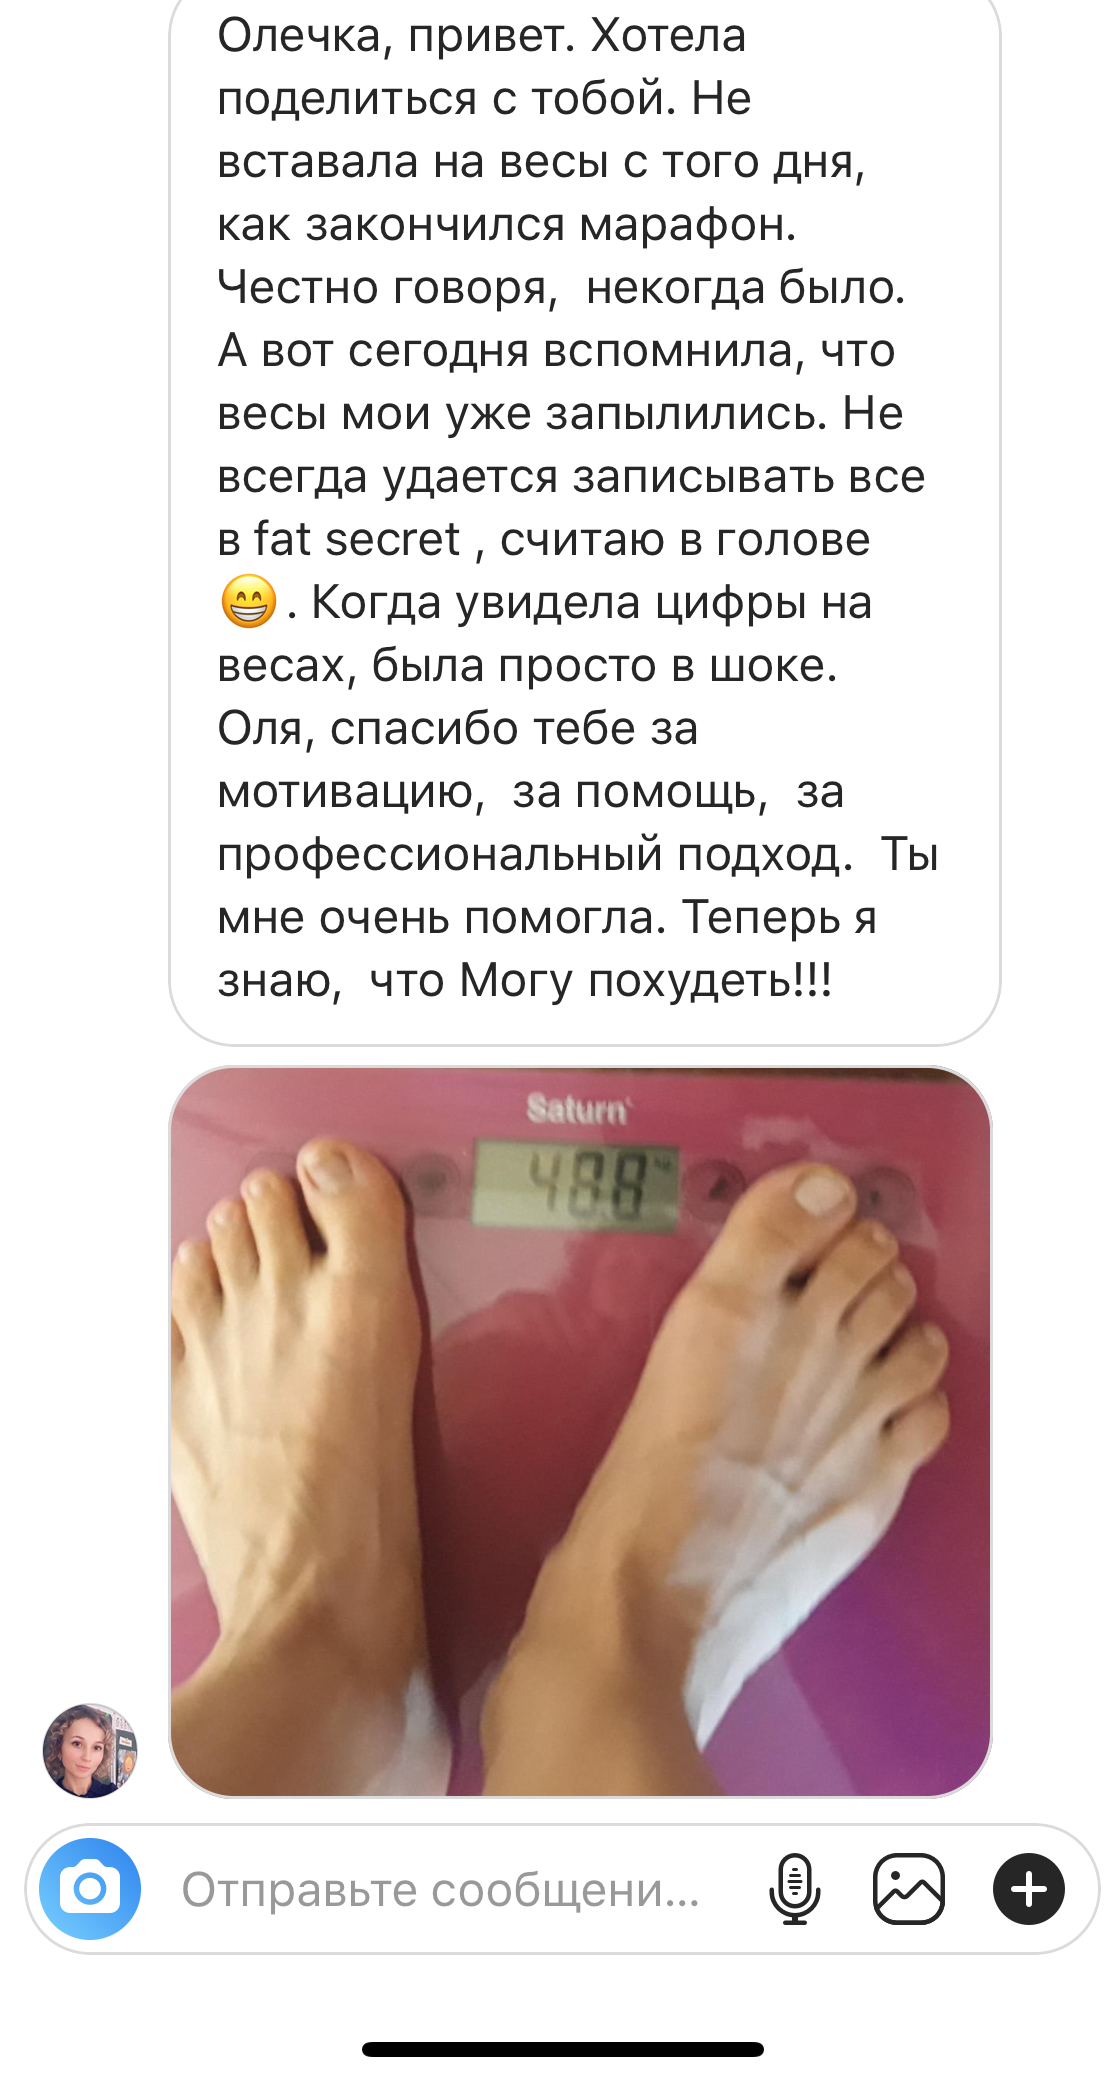 Олечка, привет. Хотела
поделиться с тобой. Не
вставала на весы с того дня,
как закончился марафон.
Честно говоря,  некогда было.
А вот сегодня вспомнила, что
весы мои уже запылились. Не
всегда удается записывать все
в fat secret , считаю в голове
😁 . Когда увидела цифры на
весах, была просто в шоке.
Оля, спасибо тебе за
мотивацию,  за помощь,  за
профессиональный подход.  Ты
мне очень помогла. Теперь я
знаю,  что Могу похудеть!!!
Saturn
48.8
Отправьте сообщени...